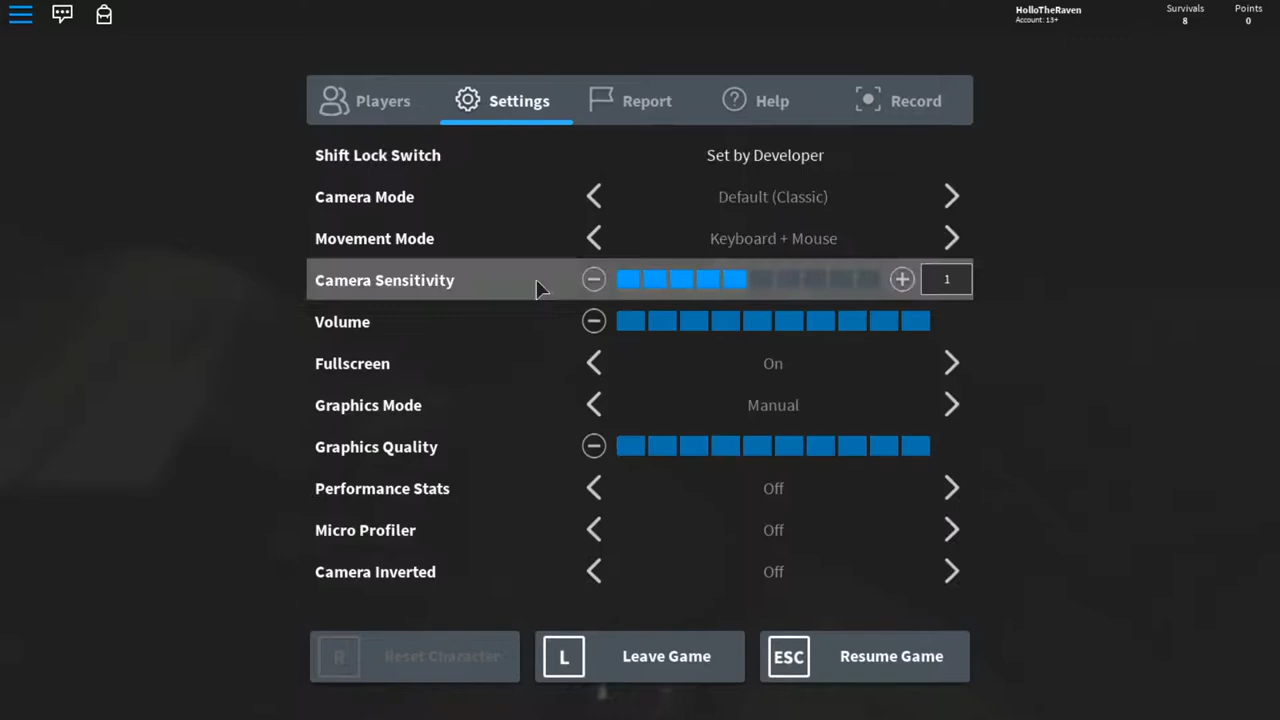 HolloTheRaven
Account: 13+
Survivals
8
Points
0
Players
Settings
Report
Help
Record
Shift Lock Switch
Set by Developer
Camera Mode
Default (Classic)
Movement Mode
Keyboard + Mouse
Camera Sensitivity
1
Volume
Fullscreen
On
Graphics Mode
Manual
Graphics Quality
Performance Stats
Off
Micro Profiler
Off
Camera Inverted
Off
R Reset Character
L Leave Game
ESC Resume Game